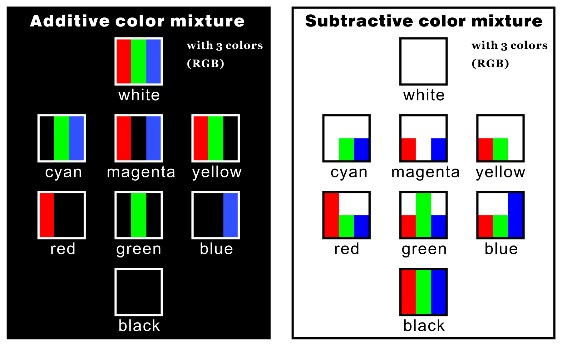 Additive color mixture
with 3 colors
(RGB)
white
cyan magenta yellow
red green blue
black
Subtractive color mixture
with 3 colors
(RGB)
white
cyan magenta yellow
red green blue
black